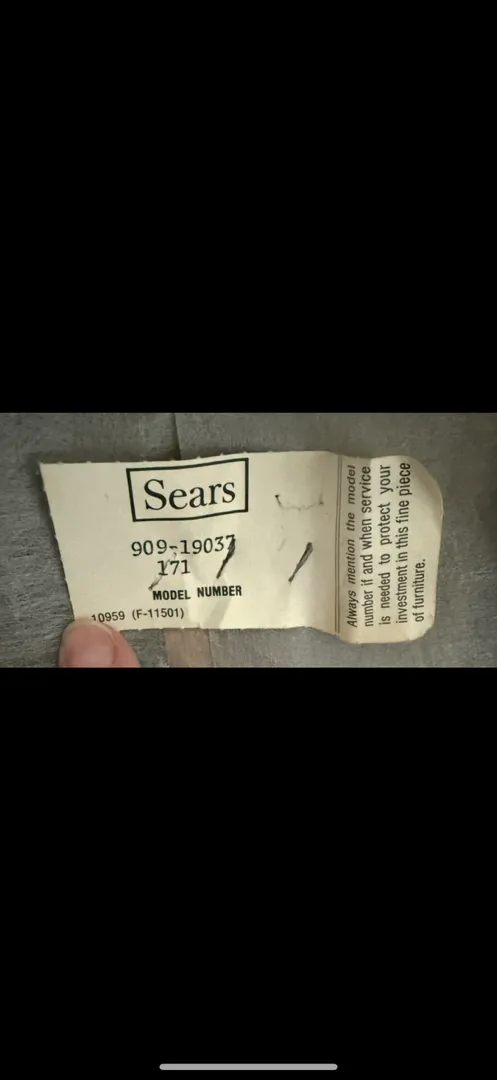 Sears
909-19037
171
MODEL NUMBER
10959 (F-11501)
Always mention the model
number if and when service
is needed to protect your
investment in this fine piece
of furniture.